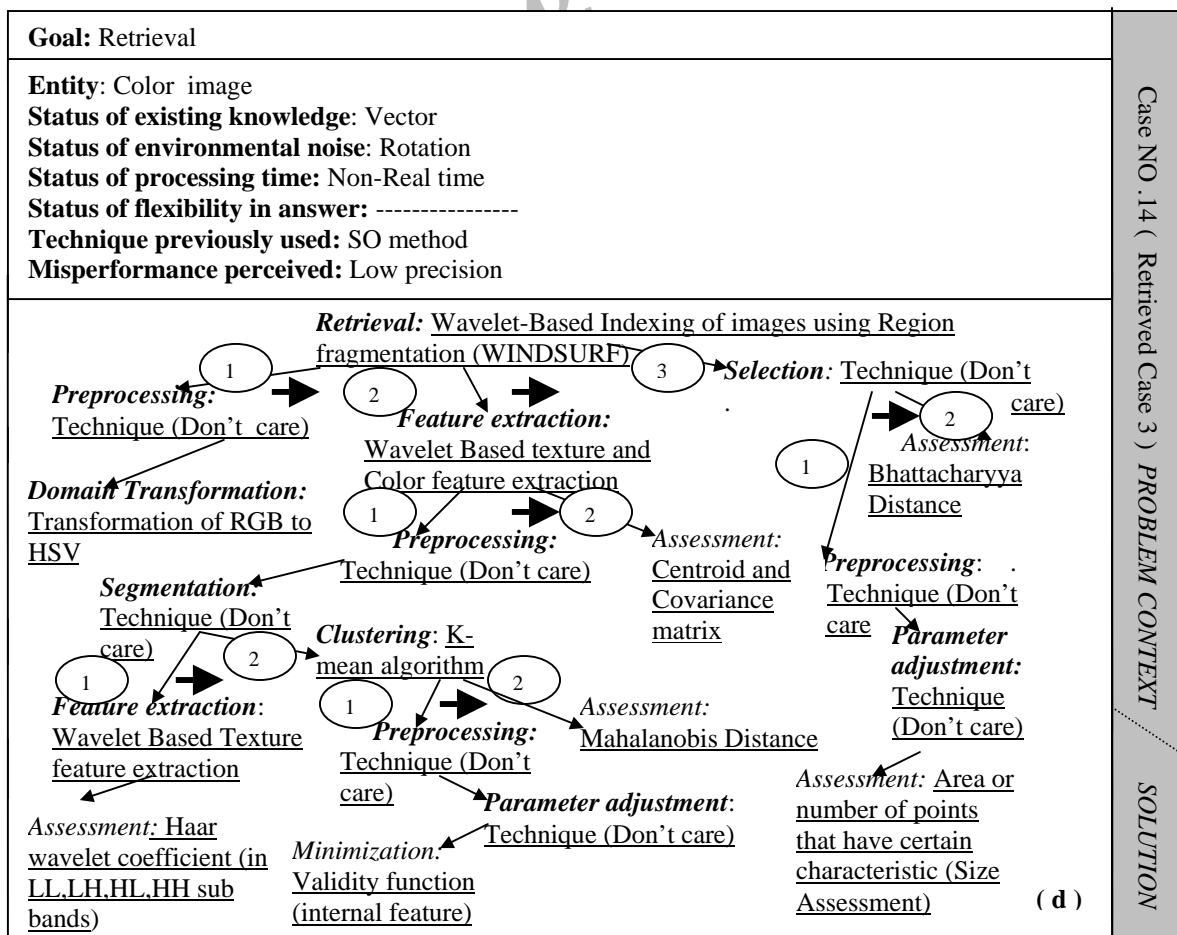 Goal: Retrieval
Entity: Color image
Status of existing knowledge: Vector
Status of environmental noise: Rotation
Status of processing time: Non-Real time
Status of flexibility in answer: ----------------
Technique previously used: SO method
Misperformance perceived: Low precision
Retrieval: Wavelet-Based Indexing of images using Region
fragmentation (WINDSURF)
1
2
3
Preprocessing:
Technique (Don't care)
Domain Transformation:
Transformation of RGB to
HSV
Feature extraction:
Wavelet Based texture and
Color feature extraction
1
2
Preprocessing:
Technique (Don't care)
Assessment:
Centroid and
Covariance
matrix
Selection: Technique (Don't
care)
.
1
2
Assessment:
Bhattacharyya
Distance
Preprocessing: .
Technique (Don't
care
Parameter
adjustment:
Technique
(Don't care)
Assessment: Area or
number of points
that have certain
characteristic (Size
Assessment)
Segmentation:
Technique (Don't
care)
1
2
Feature extraction:
Wavelet Based Texture
feature extraction
Assessment: Haar
wavelet coefficient (in
LL,LH,HL,HH sub
bands)
Clustering: K-
mean algorithm
1
2
Preprocessing:
Technique (Don't
care)
Assessment:
Mahalanobis Distance
Parameter adjustment:
Technique (Don't care)
Minimization:
Validity function
(internal feature)
( d )
Case NO .14 ( Retrieved Case 3 ) PROBLEM CONTEXT
SOLUTION